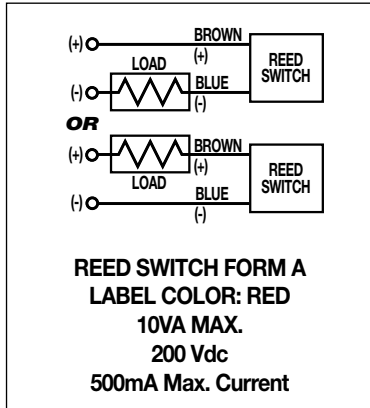 (+) BROWN
(+)
LOAD
REED
SWITCH
(-) BLUE
(-)
OR
(+) BROWN
(+)
LOAD
REED
SWITCH
BLUE
(-) (-)
REED SWITCH FORM A
LABEL COLOR: RED
10VA MAX.
200 Vdc
500mA Max. Current